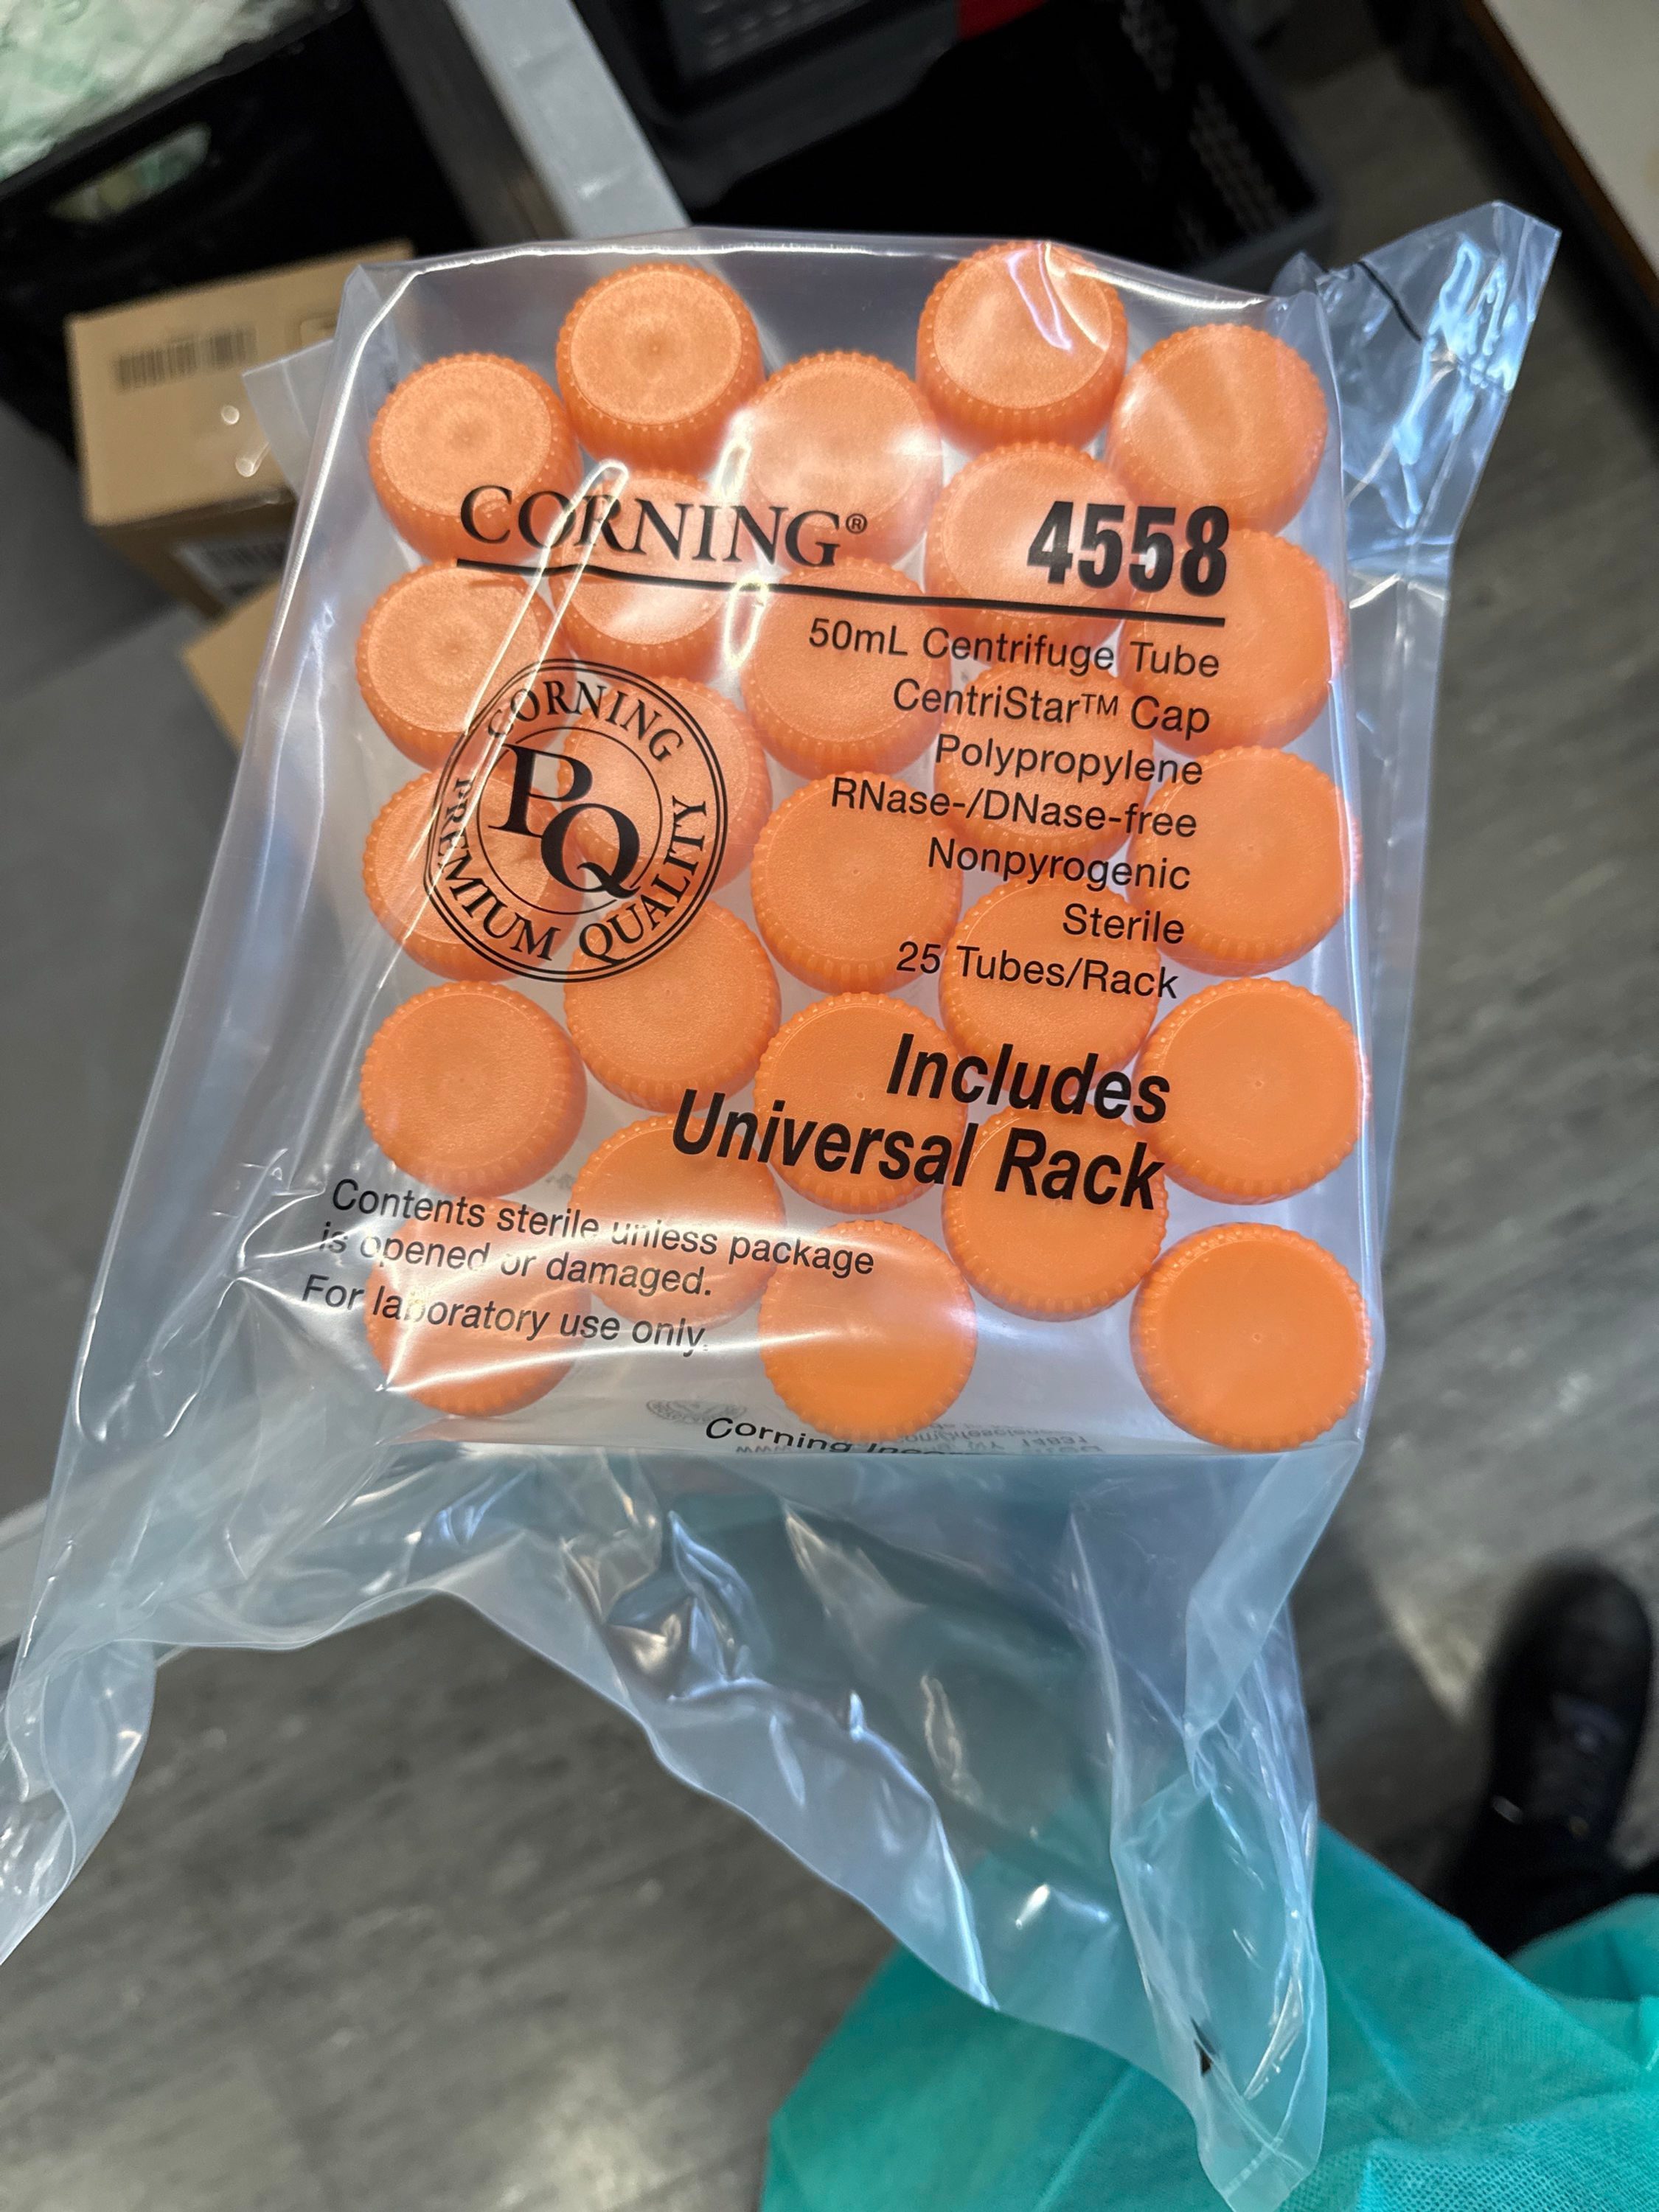 CORNING®
4558
50mL Centrifuge Tube
CentriStar™ Cap
Polypropylene
RNase-/DNase-free
Nonpyrogenic
Sterile
25 Tubes/Rack
CORNING
PQ
PREMIUM QUALITY
Includes
Universal Rack
Contents sterile unless package
is opened or damaged.
For laboratory use only.
Corning